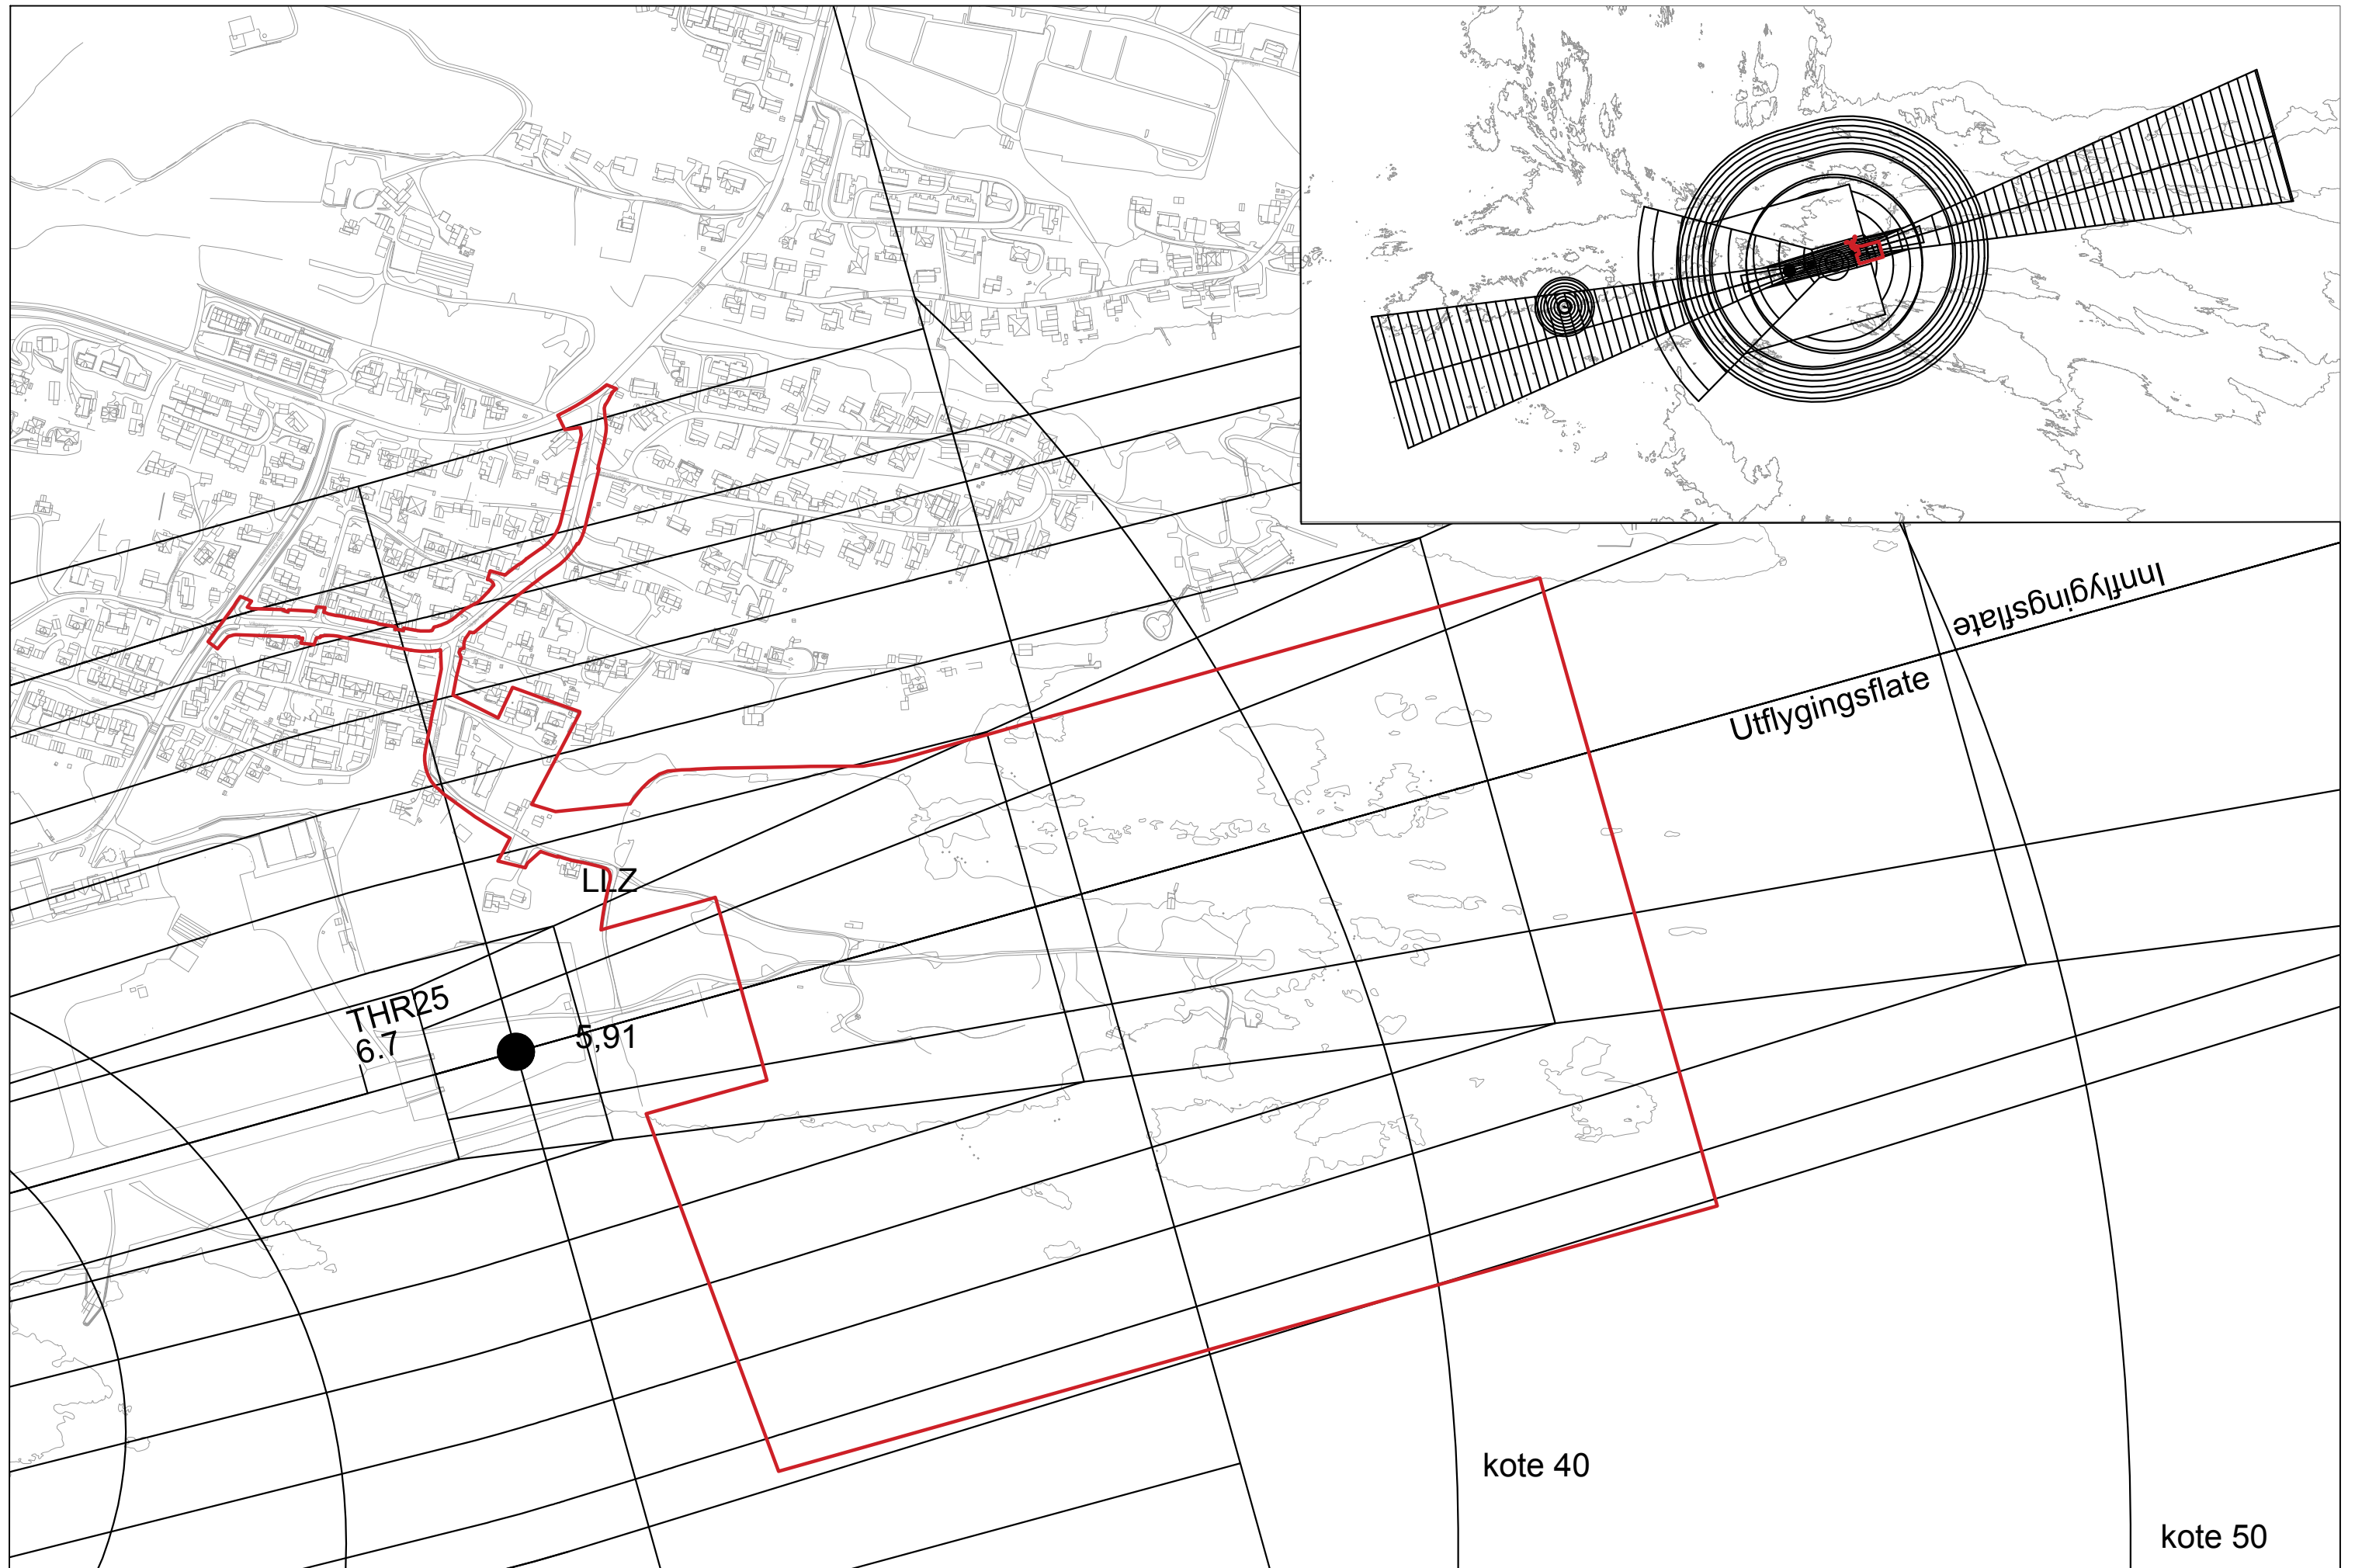 Innflygingsflate
Utflygingsflate
LLZ
THR25
6.7
5,91
kote 40
kote 50